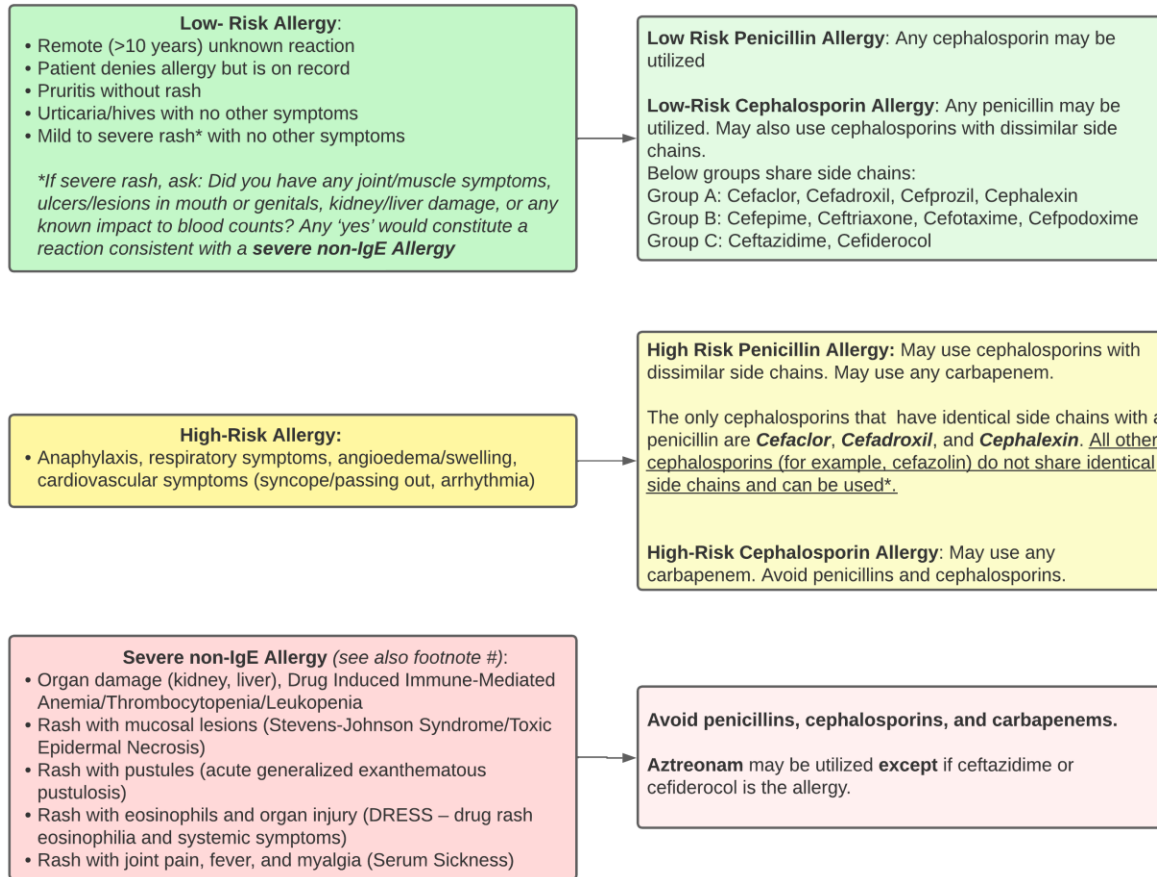 Low- Risk Allergy:
• Remote (>10 years) unknown reaction
• Patient denies allergy but is on record
• Pruritis without rash
• Urticaria/hives with no other symptoms
• Mild to severe rash* with no other symptoms
*If severe rash, ask: Did you have any joint/muscle symptoms,
ulcers/lesions in mouth or genitals, kidney/liver damage, or any
known impact to blood counts? Any ‘yes’ would constitute a
reaction consistent with a severe non-IgE Allergy
Low Risk Penicillin Allergy: Any cephalosporin may be
utilized
Low-Risk Cephalosporin Allergy: Any penicillin may be
utilized. May also use cephalosporins with dissimilar side
chains.
Below groups share side chains:
Group A: Cefaclor, Cefadroxil, Cefprozil, Cephalexin
Group B: Cefepime, Ceftriaxone, Cefotaxime, Cefpodoxime
Group C: Ceftazidime, Cefiderocol
High-Risk Allergy:
• Anaphylaxis, respiratory symptoms, angioedema/swelling,
cardiovascular symptoms (syncope/passing out, arrhythmia)
High Risk Penicillin Allergy: May use cephalosporins with
dissimilar side chains. May use any carbapenem.
The only cephalosporins that have identical side chains with a
penicillin are Cefaclor, Cefadroxil, and Cephalexin. All other
cephalosporins (for example, cefazolin) do not share identical
side chains and can be used*.
High-Risk Cephalosporin Allergy: May use any
carbapenem. Avoid penicillins and cephalosporins.
Severe non-IgE Allergy (see also footnote #):
• Organ damage (kidney, liver), Drug Induced Immune-Mediated
Anemia/Thrombocytopenia/Leukopenia
• Rash with mucosal lesions (Stevens-Johnson Syndrome/Toxic
Epidermal Necrosis)
• Rash with pustules (acute generalized exanthematous
pustulosis)
• Rash with eosinophils and organ injury (DRESS – drug rash
eosinophilia and systemic symptoms)
• Rash with joint pain, fever, and myalgia (Serum Sickness)
Avoid penicillins, cephalosporins, and carbapenems.
Aztreonam may be utilized except if ceftazidime or
cefiderocol is the allergy.